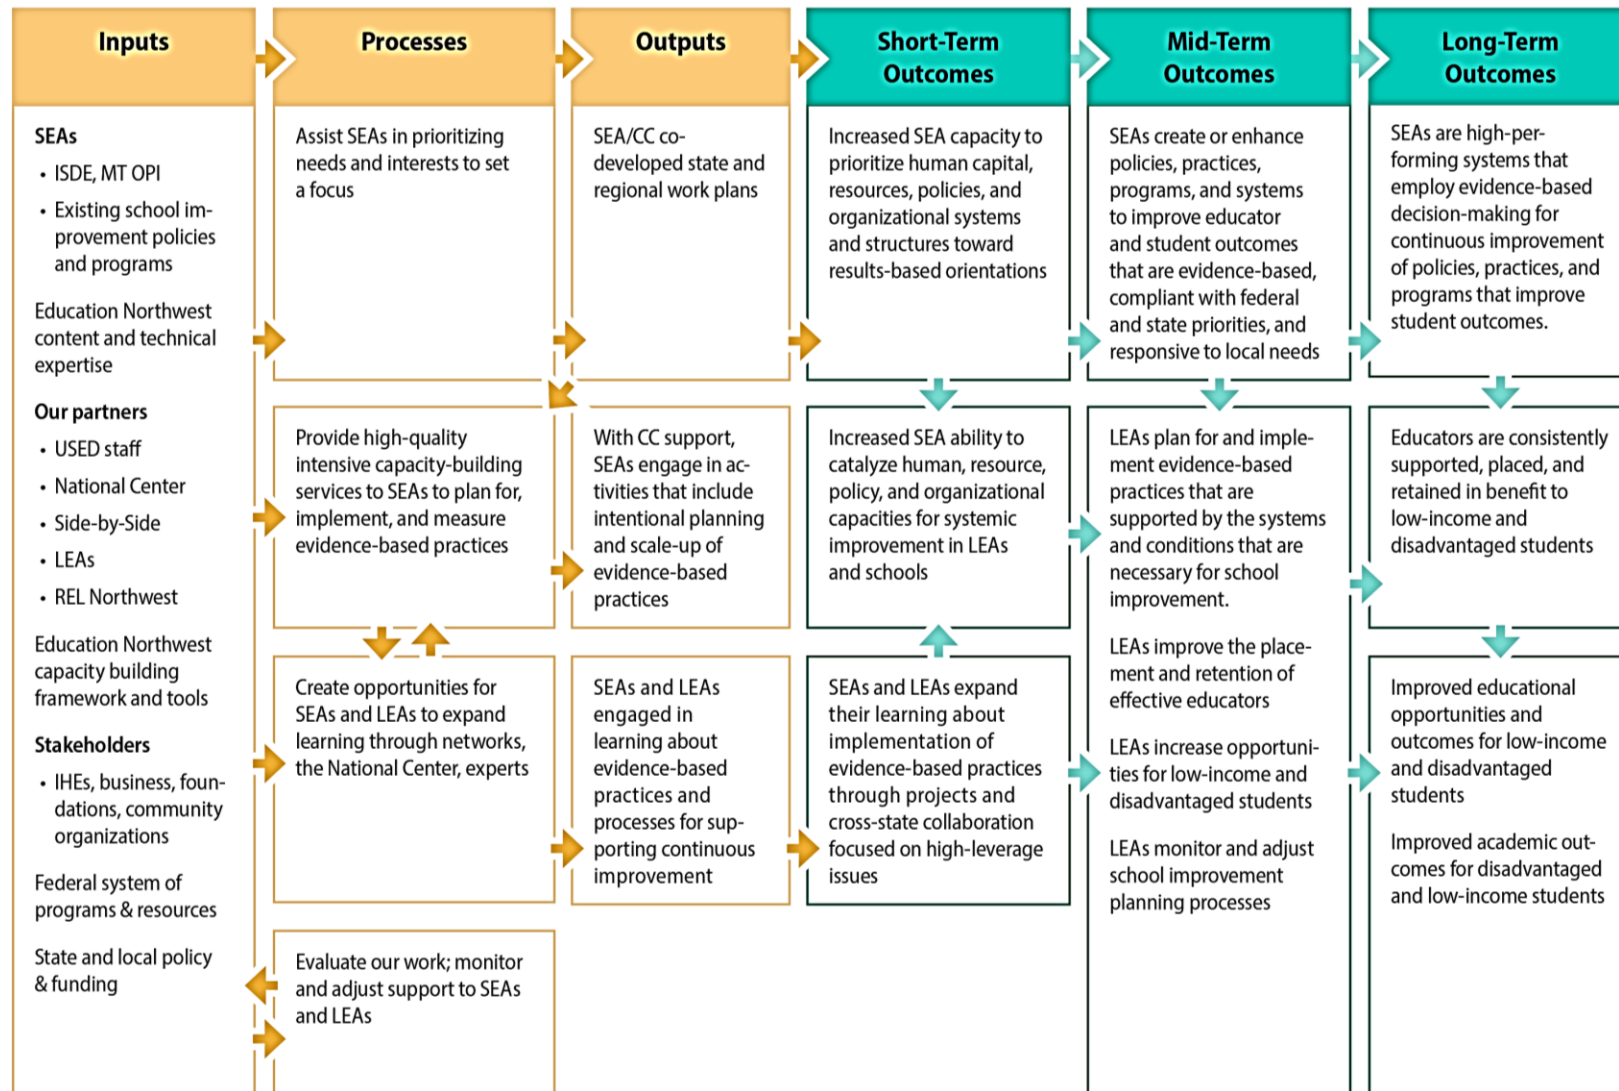 Inputs
Processes
Outputs
Short-Term
Outcomes
Mid-Term
Outcomes
Long-Term
Outcomes
SEAs
• ISDE, MT OPI
• Existing school im-
provement policies
and programs
Education Northwest
content and technical
expertise
Our partners
• USED staff
• National Center
• Side-by-Side
• LEAs
• REL Northwest
Education Northwest
capacity building
framework and tools
Stakeholders
• IHEs, business, foun-
dations, community
organizations
Federal system of
programs & resources
State and local policy
& funding
Assist SEAs in prioritizing
needs and interests to set
a focus
Provide high-quality
intensive capacity-building
services to SEAs to plan for,
implement, and measure
evidence-based practices
Create opportunities for
SEAs and LEAs to expand
learning through networks,
the National Center, experts
Evaluate our work; monitor
and adjust support to SEAs
and LEAs
SEA/CC co-
developed state and
regional work plans
With CC support,
SEAs engage in ac-
tivities that include
intentional planning
and scale-up of
evidence-based
practices
SEAs and LEAs
engaged in
learning about
evidence-based
practices and
processes for sup-
porting continuous
improvement
Increased SEA capacity to
prioritize human capital,
resources, policies, and
organizational systems
and structures toward
results-based orientations
Increased SEA ability to
catalyze human, resource,
policy, and organizational
capacities for systemic
improvement in LEAs
and schools
SEAs and LEAs expand
their learning about
implementation of
evidence-based practices
through projects and
cross-state collaboration
focused on high-leverage
issues
SEAs create or enhance
policies, practices,
programs, and systems
to improve educator
and student outcomes
that are evidence-based,
compliant with federal
and state priorities, and
responsive to local needs
LEAs plan for and imple-
ment evidence-based
practices that are
supported by the systems
and conditions that are
necessary for school
improvement.
LEAs improve the place-
ment and retention of
effective educators
LEAs increase opportuni-
ties for low-income and
disadvantaged students
LEAs monitor and adjust
school improvement
planning processes
SEAs are high-per-
forming systems that
employ evidence-based
decision-making for
continuous improvement
of policies, practices, and
programs that improve
student outcomes.
Educators are consistently
supported, placed, and
retained in benefit to
low-income and
disadvantaged students
Improved educational
opportunities and
outcomes for low-income
and disadvantaged
students
Improved academic out-
comes for disadvantaged
and low-income students